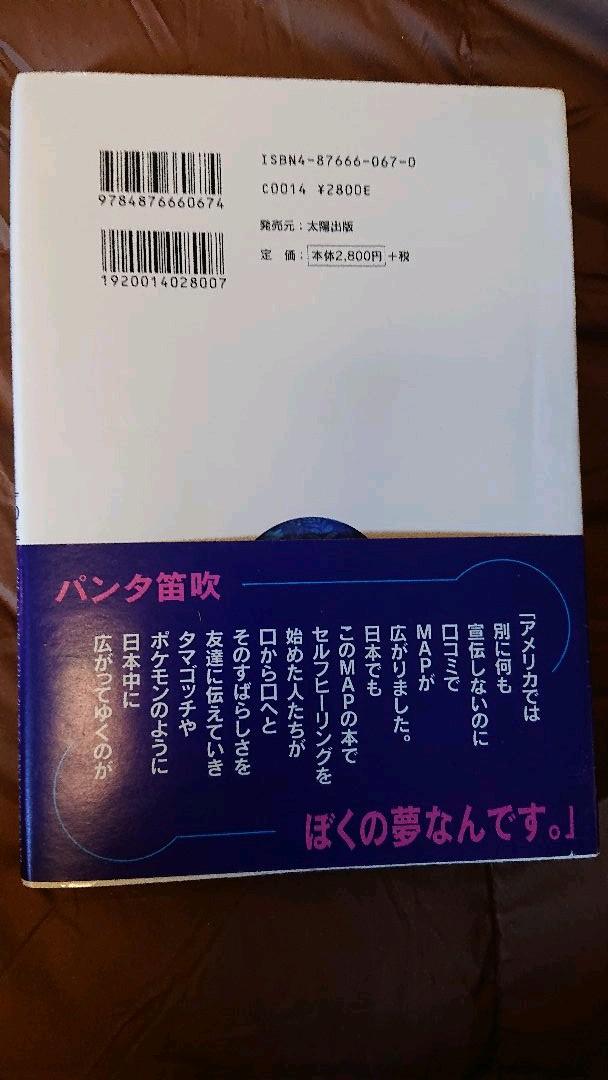 9784876660674
1920014028007
ISBN4-87666-067-0
C0014 ¥2800E
発売元：太陽出版
定　価：本体2,800円+税
パンタ笛吹
「アメリカでは
別に何も
宣伝しないのに
口コミで
MAPが
広がりました。
日本でも
このMAPの本で
セルフヒーリングを
始めた人たちが
口から口へと
そのすばらしさを
友達に伝えていき
タマゴッチや
ポケモンのように
日本中に
広がってゆくのが
ぼくの夢なんです。」